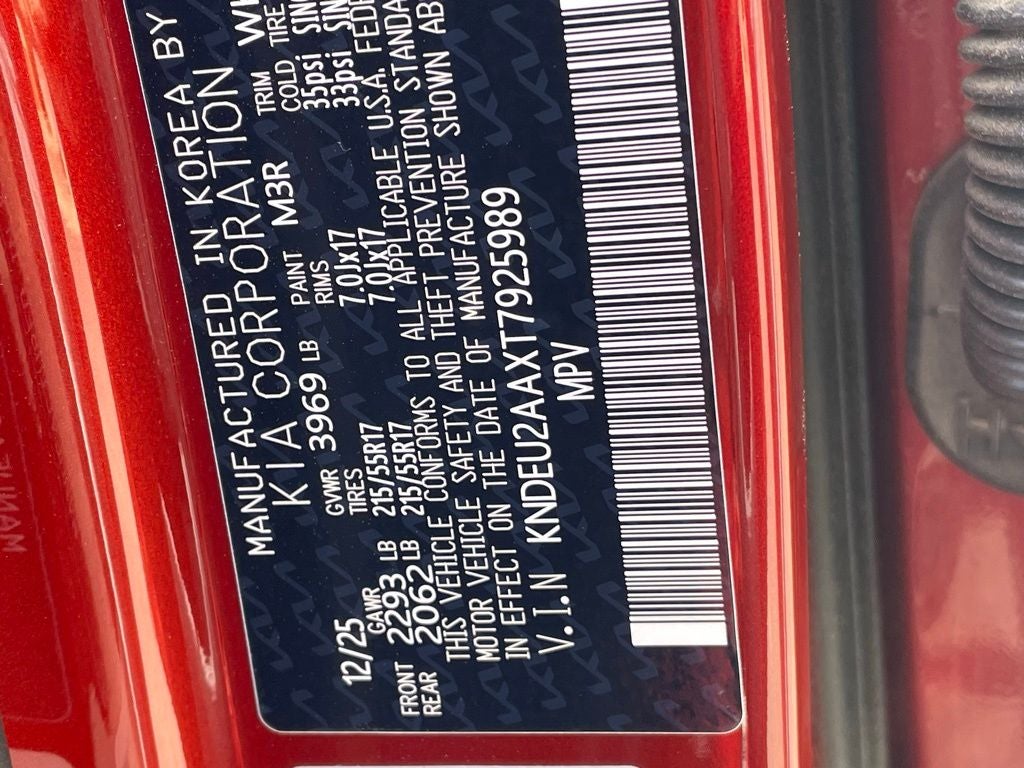 MANUFACTURED IN KOREA BY
KIA CORPORATION
12/25 GVWR 3969 LB PAINT M3R TRIM
GAWR TIRES RIMS COLD TIRE
FRONT 2293 LB 215/55R17 7.0JX17 35psi
REAR 2062 LB 215/55R17 7.0JX17 33psi
THIS VEHICLE CONFORMS TO ALL APPLICABLE U.S.A.
MOTOR VEHICLE SAFETY AND THEFT PREVENTION
IN EFFECT ON THE DATE OF MANUFACTURE SHOWN
V.I.N KNDEU2AAXT7925989
MPV